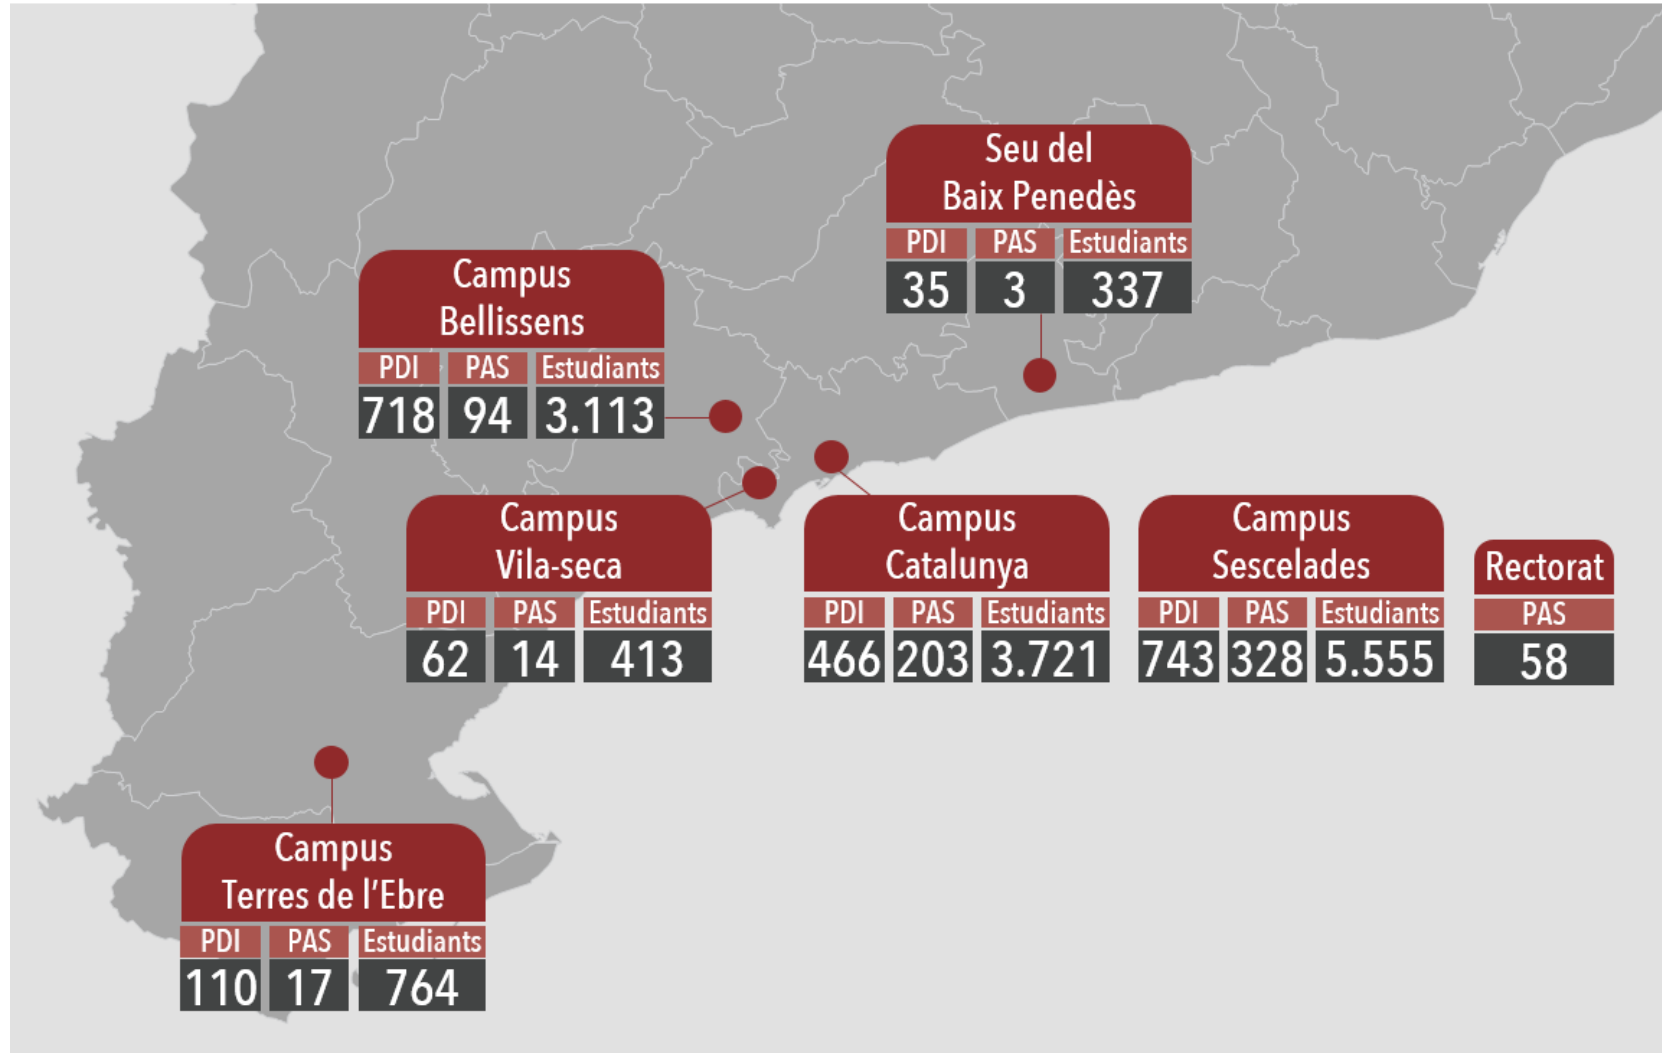 Seu del
Baix Penedès
PDI PAS Estudiants
35 3 337
Campus
Bellissens
PDI PAS Estudiants
718 94 3.113
Campus
Vila-seca
PDI PAS Estudiants
62 14 413
Campus
Catalunya
PDI PAS Estudiants
466 203 3.721
Campus
Sescelades
PDI PAS Estudiants
743 328 5.555
Rectorat
PAS
58
Campus
Terres de l'Ebre
PDI PAS Estudiants
110 17 764